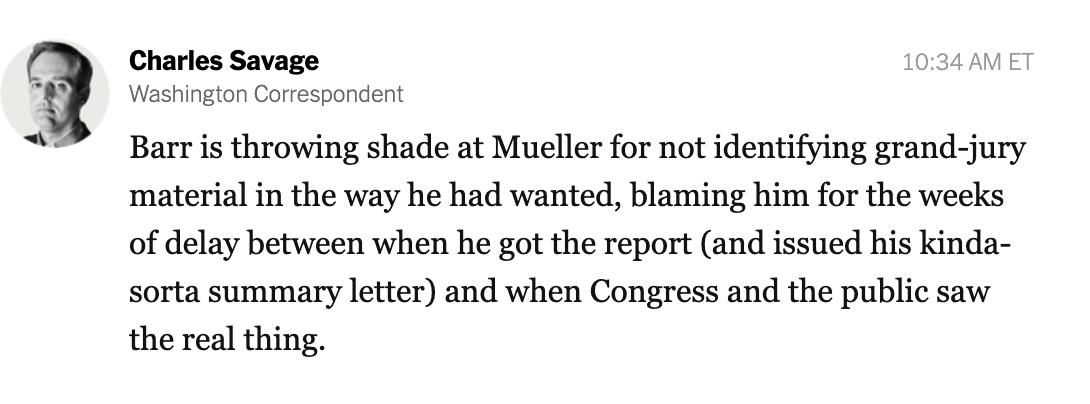 Charles Savage
10:34 AM ET
Washington Correspondent
Barr is throwing shade at Mueller for not identifying grand-jury
material in the way he had wanted, blaming him for the weeks
of delay between when he got the report (and issued his kinda-
sorta summary letter) and when Congress and the public saw
the real thing.